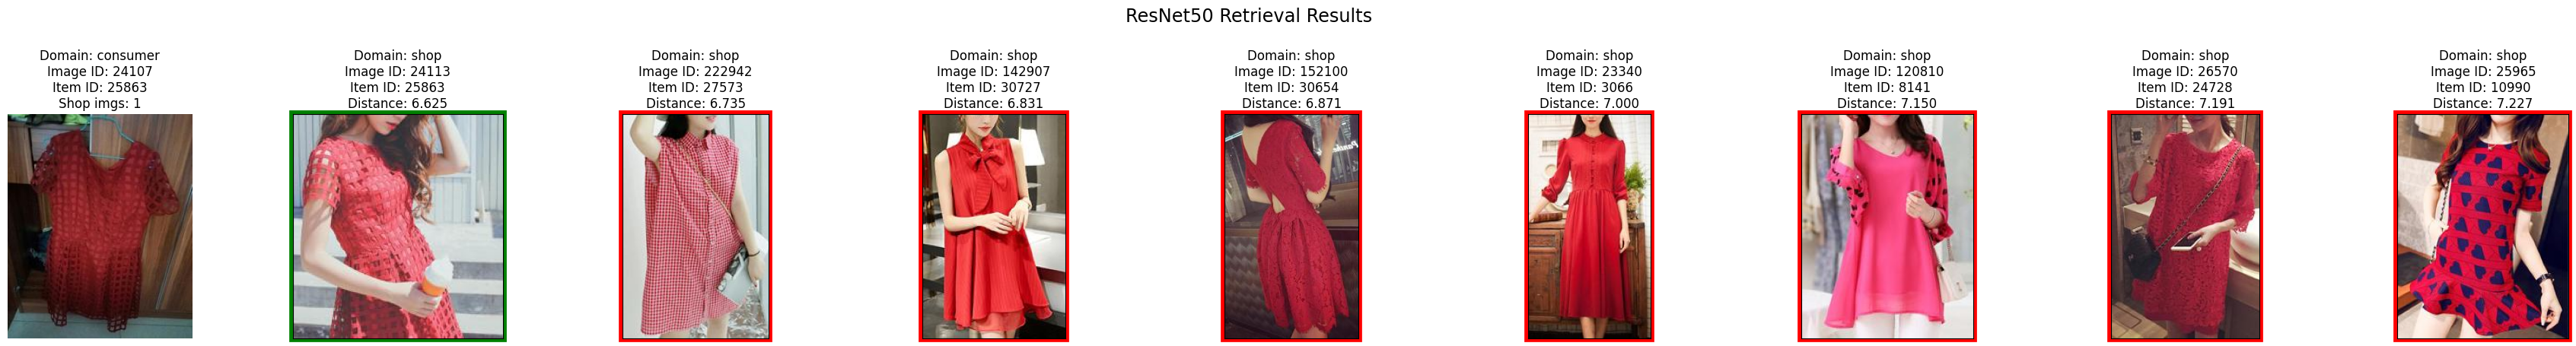 ResNet50 Retrieval Results
Domain: consumer
Image ID: 24107
Item ID: 25863
Shop imgs: 1
Domain: shop
Image ID: 24113
Item ID: 25863
Distance: 6.625
Domain: shop
Image ID: 222942
Item ID: 27573
Distance: 6.735
Domain: shop
Image ID: 142907
Item ID: 30727
Distance: 6.831
Domain: shop
Image ID: 152100
Item ID: 30654
Distance: 6.871
Domain: shop
Image ID: 23340
Item ID: 3066
Distance: 7.000
Domain: shop
Image ID: 120810
Item ID: 8141
Distance: 7.150
Domain: shop
Image ID: 26570
Item ID: 24728
Distance: 7.191
Domain: shop
Image ID: 25965
Item ID: 10990
Distance: 7.227